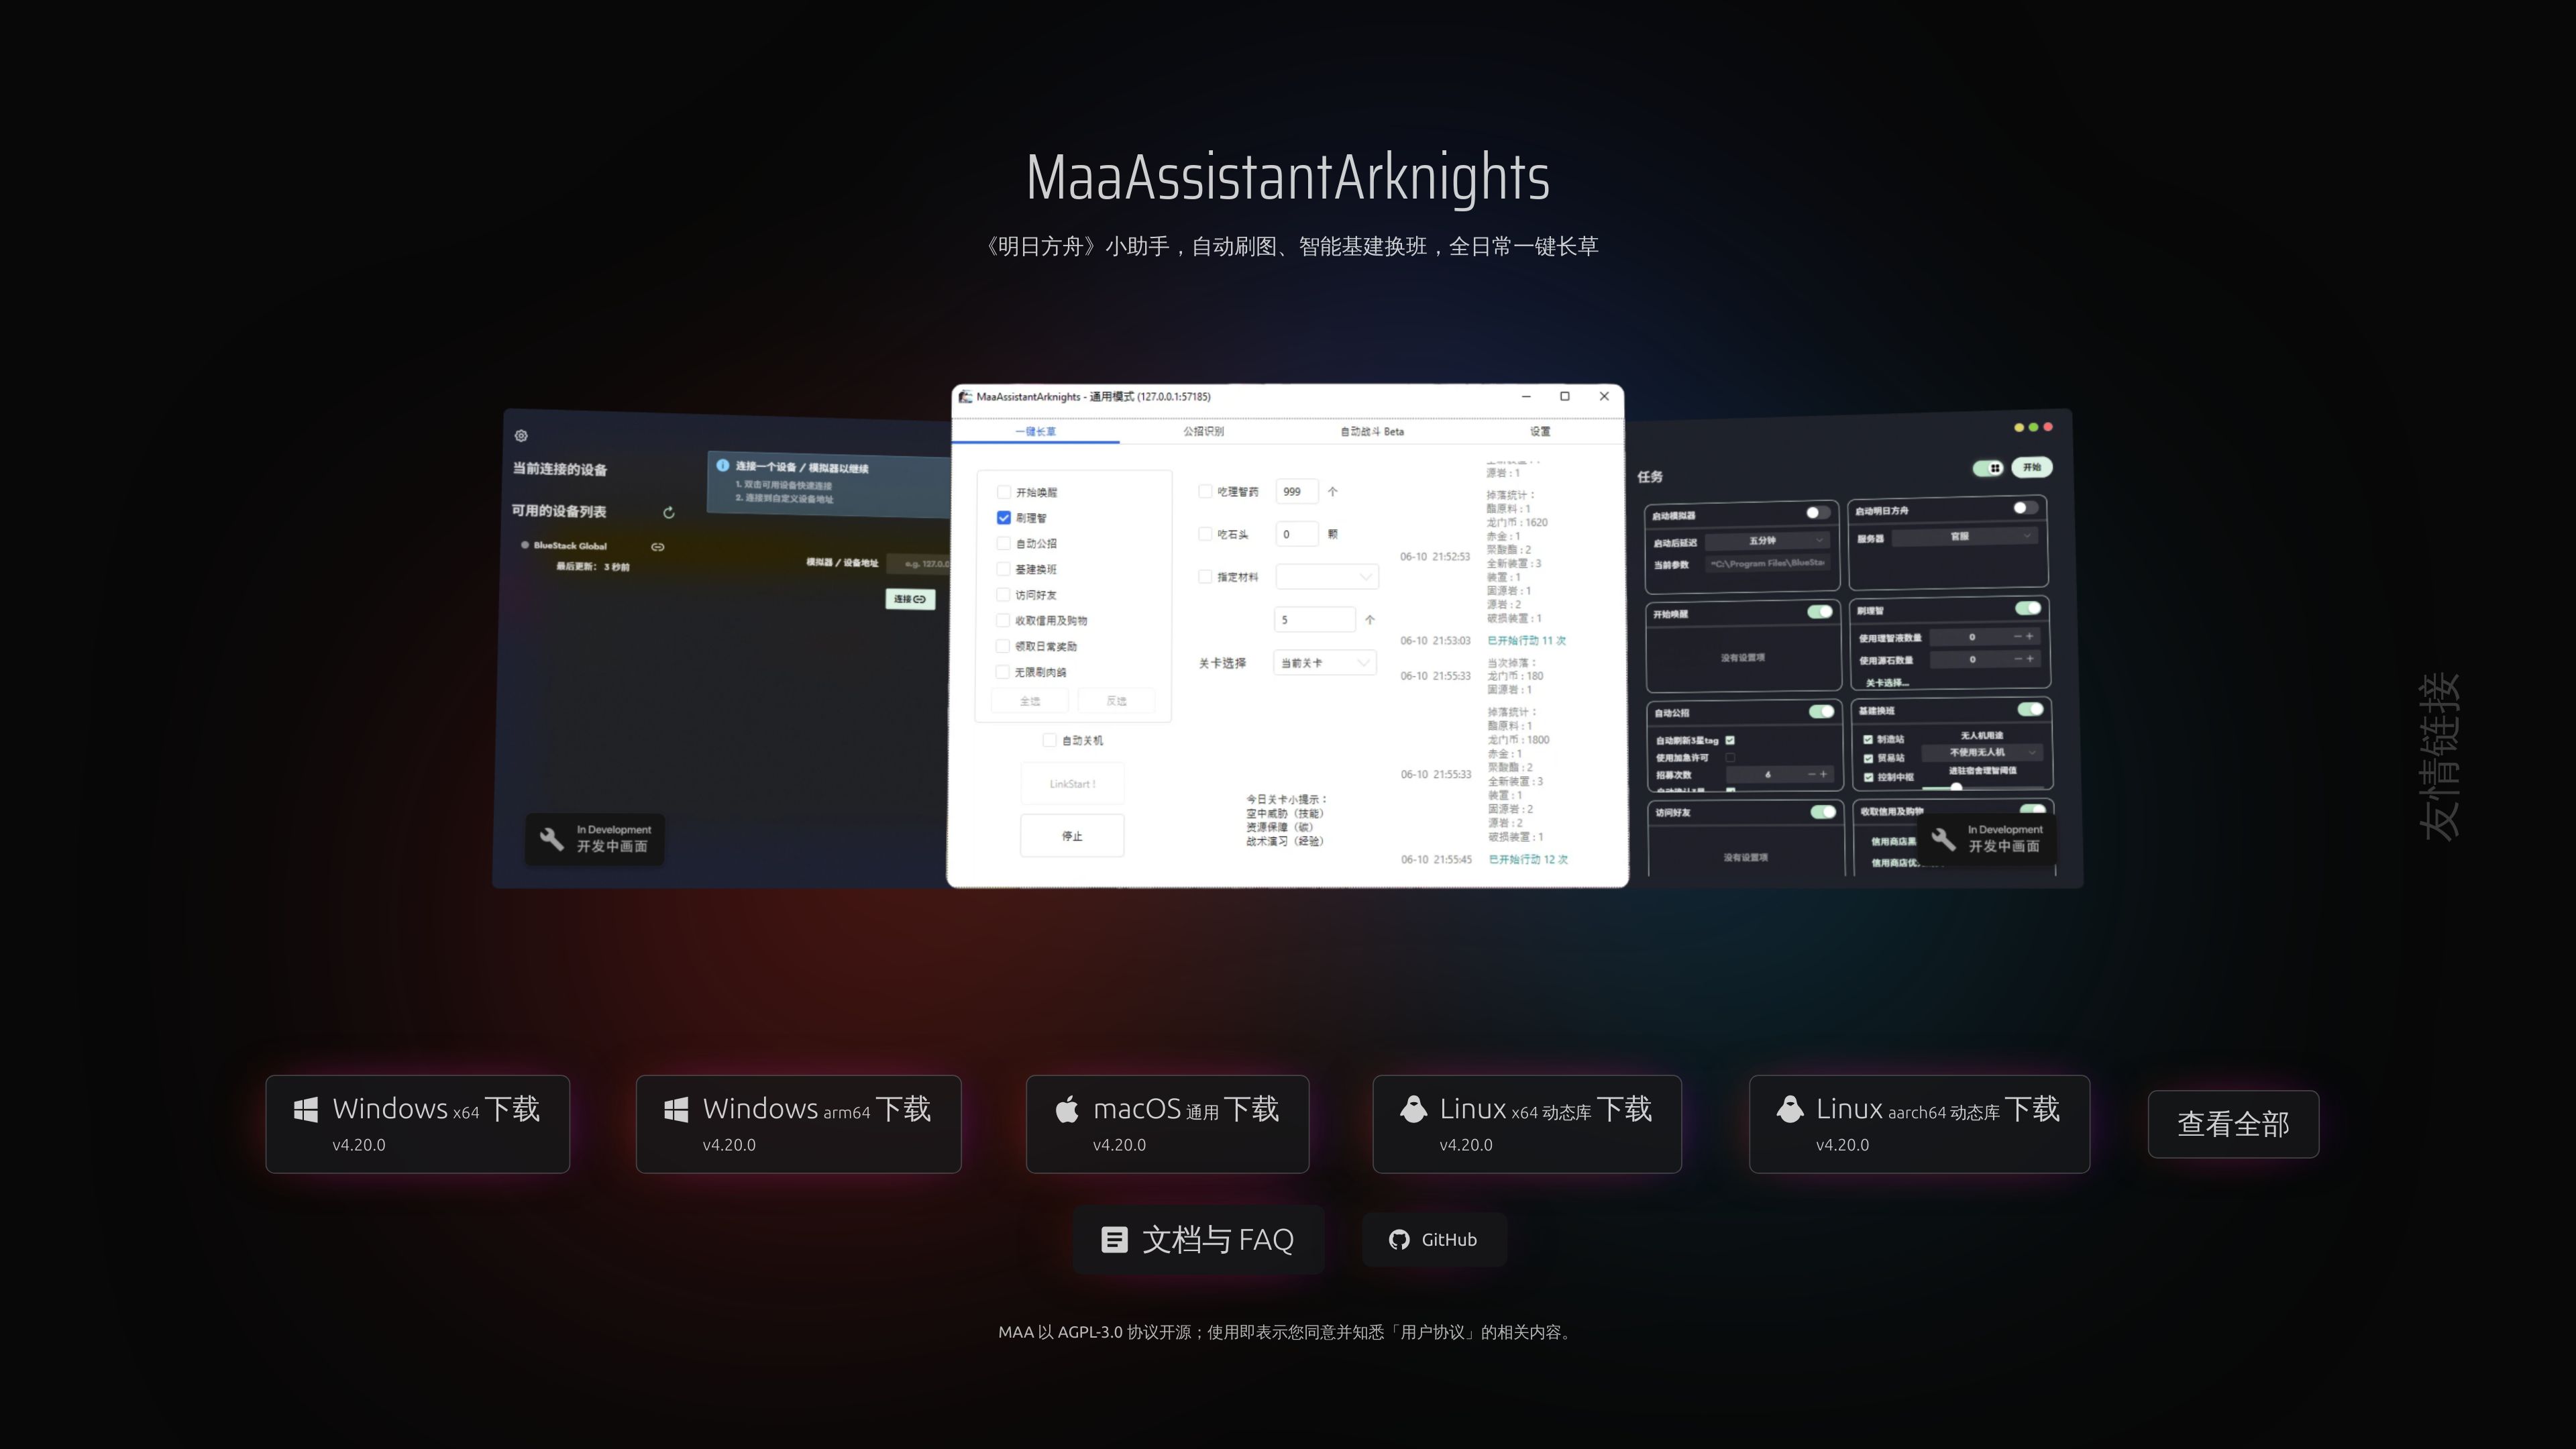 MaaAssistantArknights
《明日方舟》小助手，自动刷图、智能基建换班，全日常一键长草
当前连接的设备
可用的设备列表
BlueStack Global
最后更新： 3 秒前
连接一个设备 / 模拟器以继续
1. 双击可用设备快速连接
2. 连接到自定义设备地址
模拟器 / 设备地址
e.g. 127.0.0
连接
In Development
开发中画面
MaaAssistantArknights - 通用模式 (127.0.0.1:57185)
一键长草 公招识别 自动战斗 Beta 设置
开始唤醒
刷理智
自动公招
基建换班
访问好友
收取信用及购物
领取日常奖励
无限刷肉鸽
全选 反选
自动关机
LinkStart !
停止
吃理智药 999 个
吃石头 0 颗
指定材料
5 个
关卡选择 当前关卡
今日关卡小提示：
空中威胁（技能）
资源保障（碳）
战术演习（经验）
源岩 : 1
06-10 21:52:53
掉落统计：
酯原料 : 1
龙门币 : 1620
赤金 : 1
聚酸酯 : 2
全新装置 : 3
装置 : 1
固源岩 : 1
源岩 : 2
破损装置 : 1
06-10 21:53:03 已开始行动 11 次
06-10 21:55:33
当次掉落：
龙门币 : 180
固源岩 : 1
06-10 21:55:33
掉落统计：
酯原料 : 1
龙门币 : 1800
赤金 : 1
聚酸酯 : 2
全新装置 : 3
装置 : 1
固源岩 : 2
源岩 : 2
破损装置 : 1
06-10 21:55:45 已开始行动 12 次
任务
开始
启动模拟器
启动后延迟 五分钟
当前参数 "C:\Program Files\BlueSta
启动明日方舟
服务器 官服
开始唤醒
没有设置项
刷理智
使用理智液数量 0
使用源石数量 0
关卡选择...
自动公招
自动刷新3星tag
使用加急许可
招募次数 4
基建换班
制造站
贸易站
控制中枢
无人机用途
不使用无人机
进驻宿舍理智阈值
访问好友
没有设置项
收取信用及购物
信用商店黑
信用商店优
In Development
开发中画面
友情链接
Windows x64 下载
v4.20.0
Windows arm64 下载
v4.20.0
macOS 通用 下载
v4.20.0
Linux x64 动态库 下载
v4.20.0
Linux aarch64 动态库 下载
v4.20.0
查看全部
文档与 FAQ
GitHub
MAA 以 AGPL-3.0 协议开源；使用即表示您同意并知悉「用户协议」的相关内容。